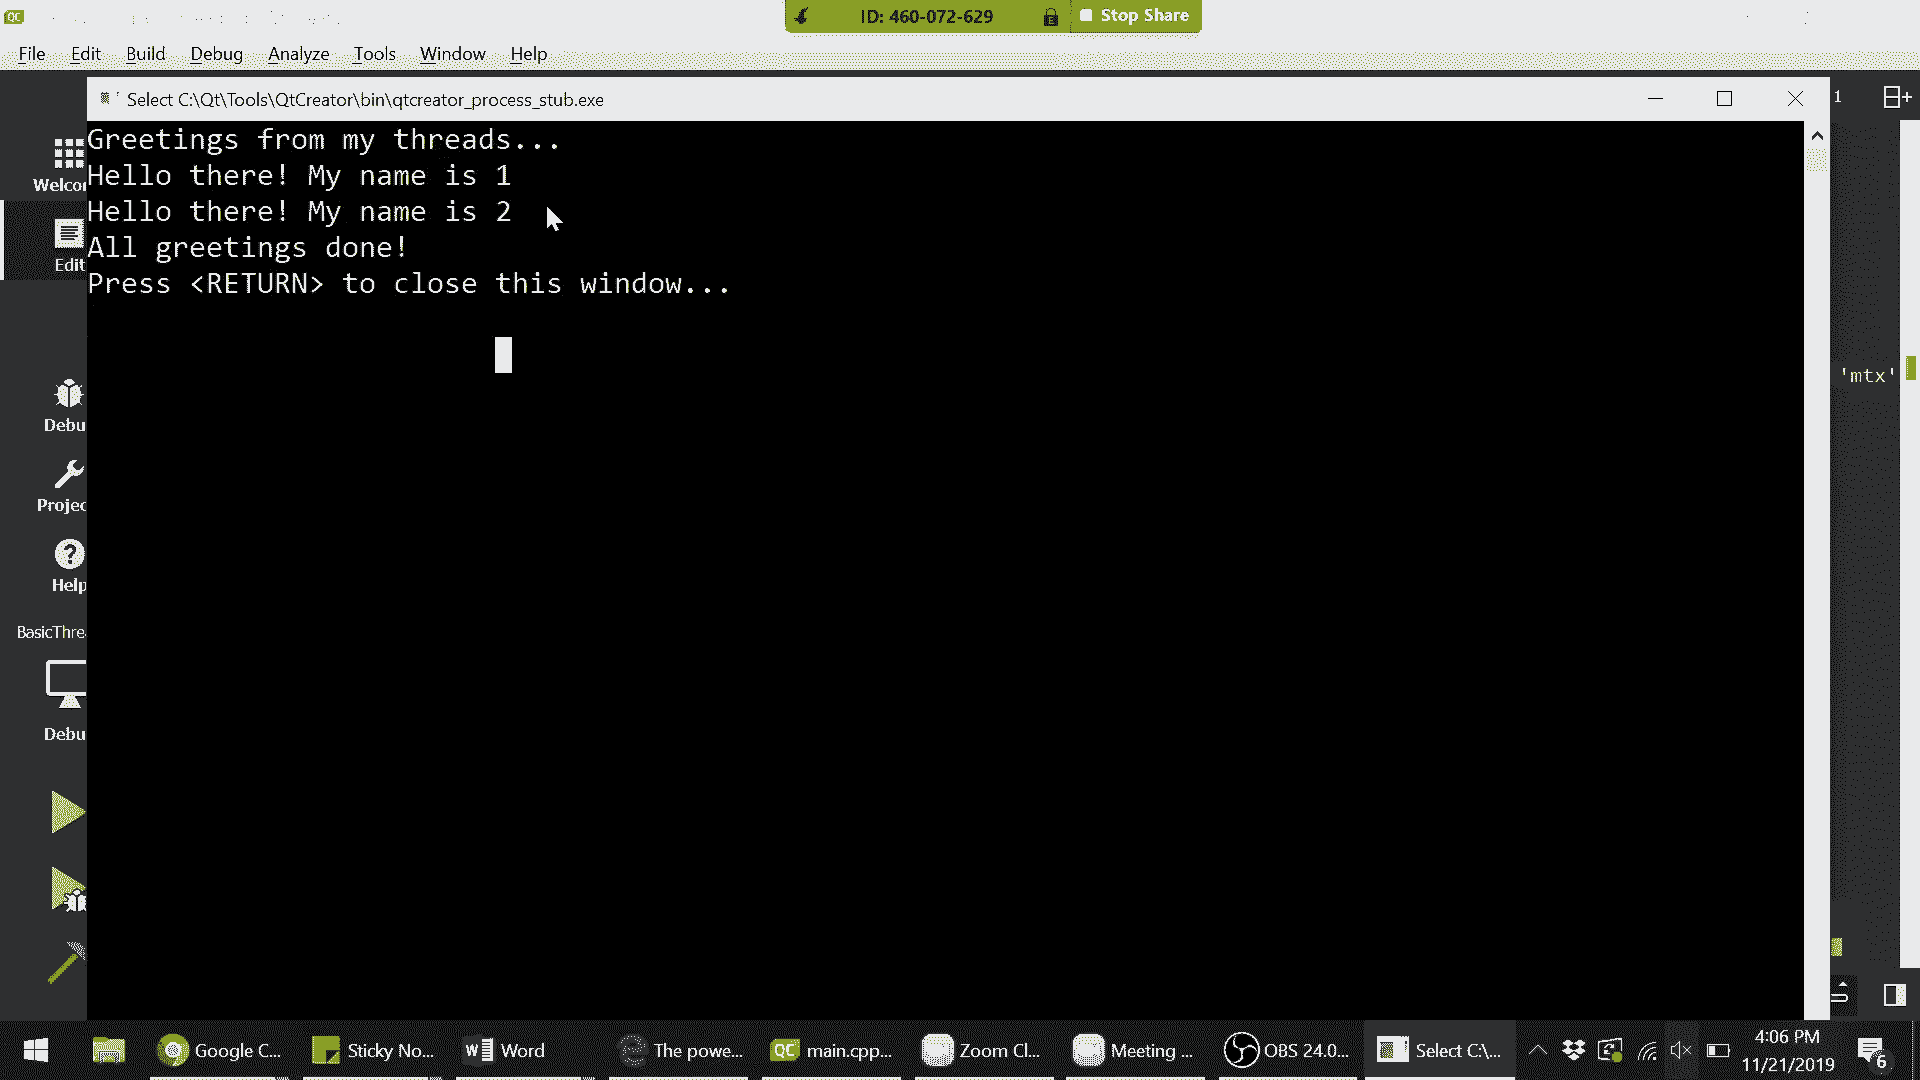 QC
ID: 460-072-629
Stop Share
File Edit Build Debug Analyze Tools Window Help
Select C:\Qt\Tools\QtCreator\bin\qtcreator_process_stub.exe
1
Greetings from my threads...
Hello there! My name is 1
Hello there! My name is 2
All greetings done!
Press <RETURN> to close this window...
Welcor
Edit
'mtx'
Debu
Projec
Help
BasicThre
Debu
Google C...
Sticky No...
Word
The powe...
QC main.cpp...
Zoom Cl...
Meeting ...
OBS 24.0...
Select C:\...
4:06 PM
11/21/2019
6